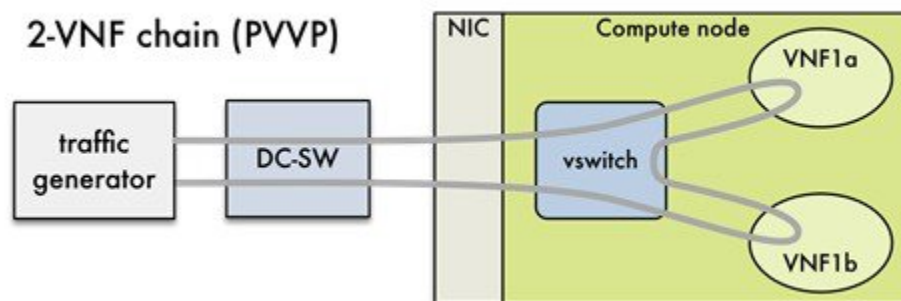 2-VNF chain (PVVP)
NIC
Compute node
VNF1a
traffic
generator
DC-SW
vswitch
VNF1b